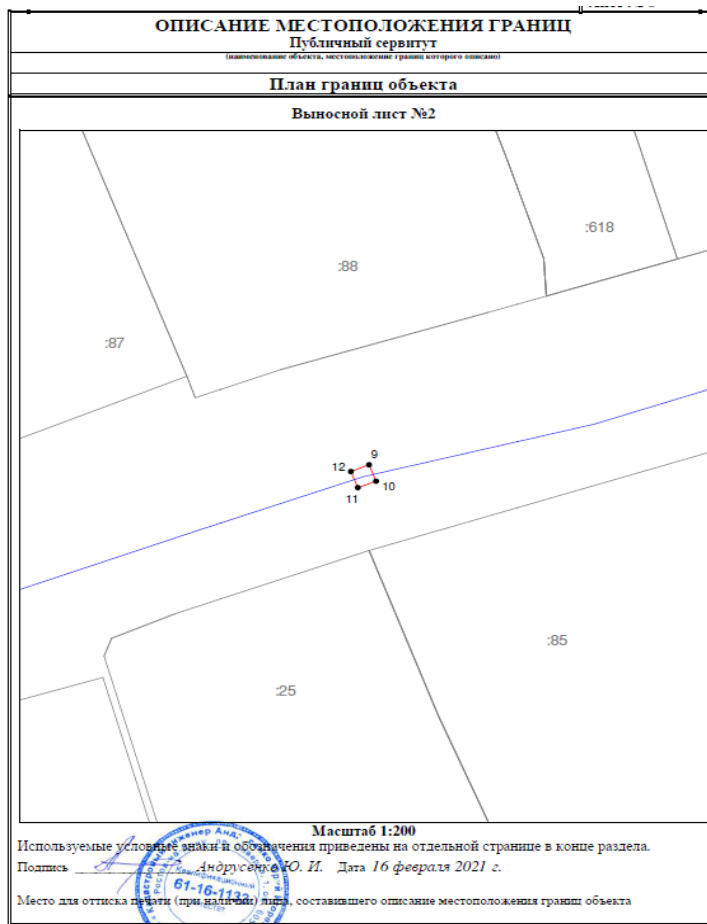 ОПИСАНИЕ МЕСТОПОЛОЖЕНИЯ ГРАНИЦ
Публичный сервитут
(наименование объекта, местоположение границ которого описано)
План границ объекта
Выносной лист №2
:618
:88
:87
9
12
10
11
:85
:25
Масштаб 1:200
Используемые условные знаки и обозначения приведены на отдельной странице в конце раздела.
Подпись Андрусенко Ю. И. Дата 16 февраля 2021 г.
Место для оттиска печати (при наличии) лица, составившего описание местоположения границ объекта
61-16-1132